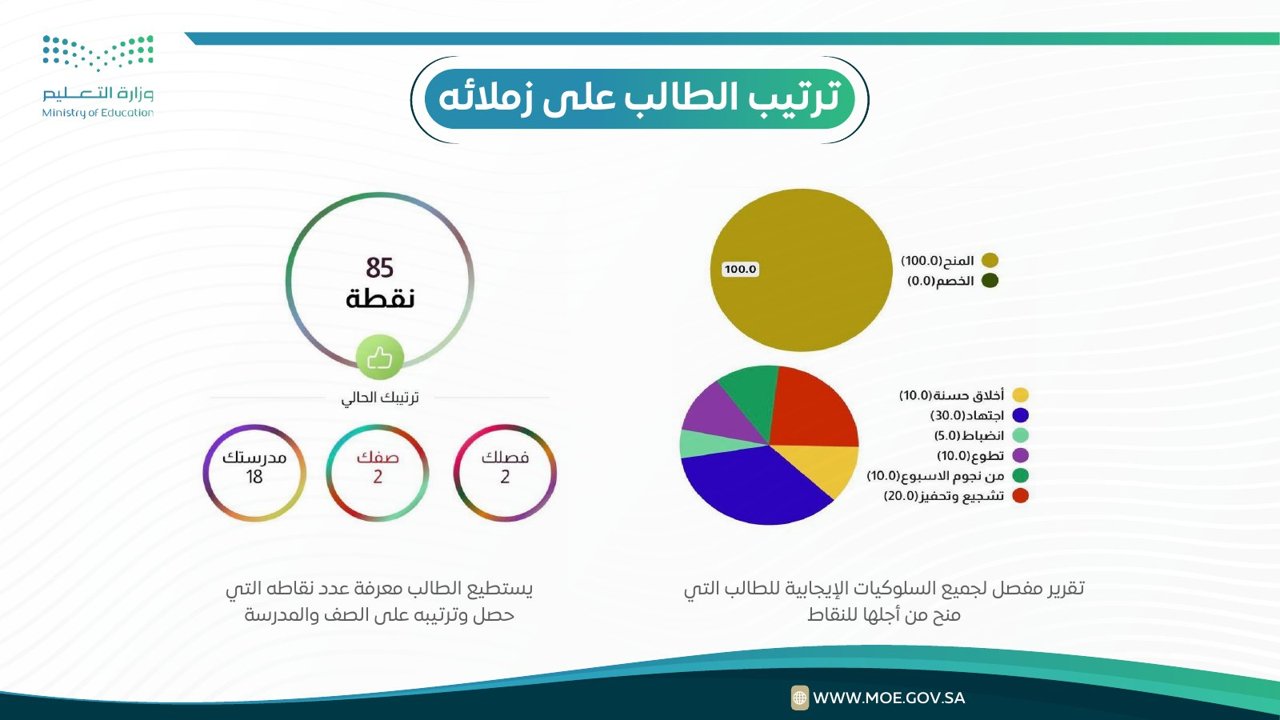 وزارة التعليم
Ministry of Education
ترتيب الطالب على زملائه
100.0
المنح(100.0)
الخصم(0.0)
أخلاق حسنة(10.0)
اجتهاد(30.0)
انضباط(5.0)
تطوع(10.0)
من نجوم الاسبوع(10.0)
تشجيع وتحفيز(20.0)
تقرير مفصل لجميع السلوكيات الإيجابية للطالب التي
منح من أجلها للنقاط
85
نقطة
ترتيبك الحالي
فصلك
2
صفك
2
مدرستك
18
يستطيع الطالب معرفة عدد نقاطه التي
حصل وترتيبه على الصف والمدرسة
WWW.MOE.GOV.SA